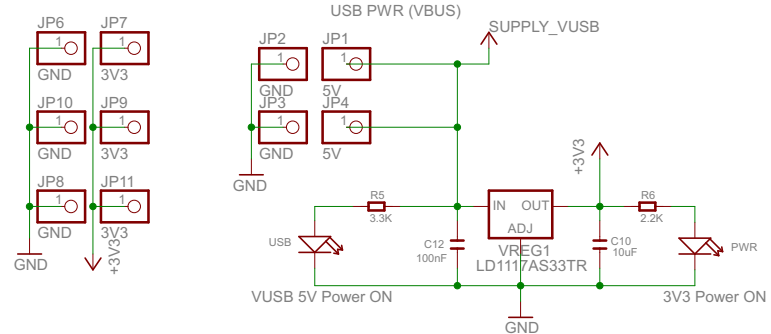 USB PWR (VBUS)
SUPPLY_VUSB
JP6
1
GND
JP7
1
3V3
JP10
1
GND
JP9
1
3V3
JP8
1
GND
JP11
1
3V3
GND
+3V3
JP2
1
GND
JP1
1
5V
JP3
1
GND
JP4
1
5V
GND
R5
3.3K
USB
C12
100nF
IN
OUT
ADJ
VREG1
LD1117AS33TR
+3V3
R6
2.2K
C10
10uF
PWR
VUSB 5V Power ON
3V3 Power ON
GND